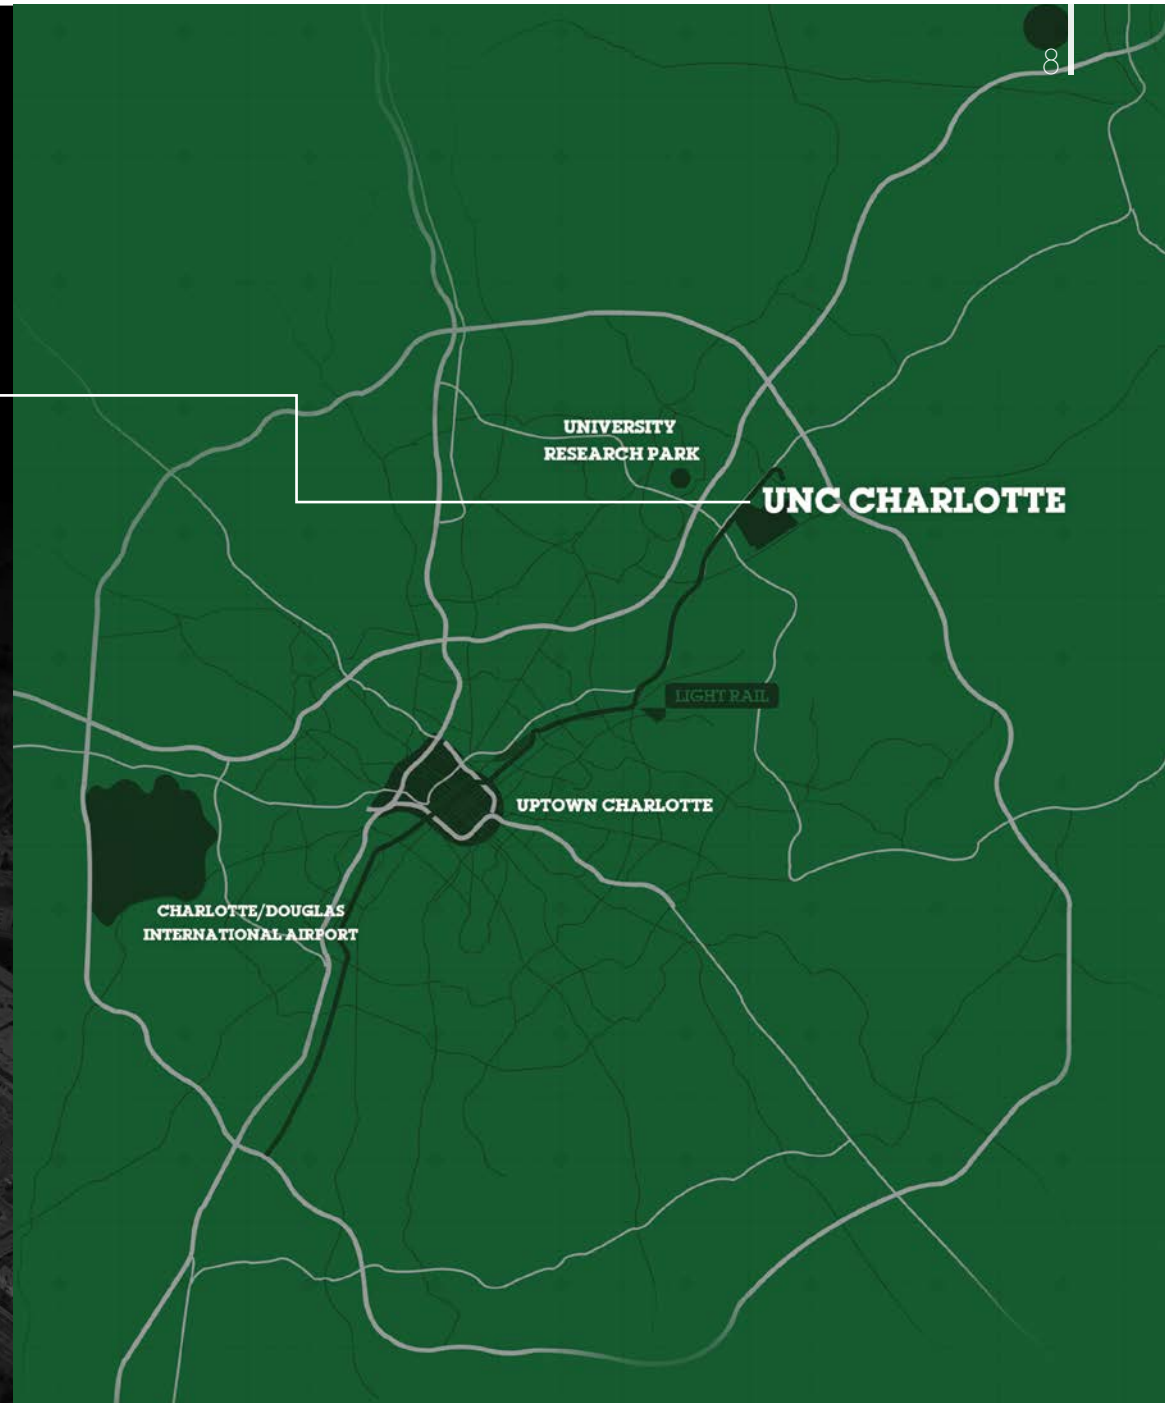 8
UNIVERSITY
RESEARCH PARK
UNC CHARLOTTE
LIGHT RAIL
UPTOWN CHARLOTTE
CHARLOTTE/DOUGLAS
INTERNATIONAL AIRPORT